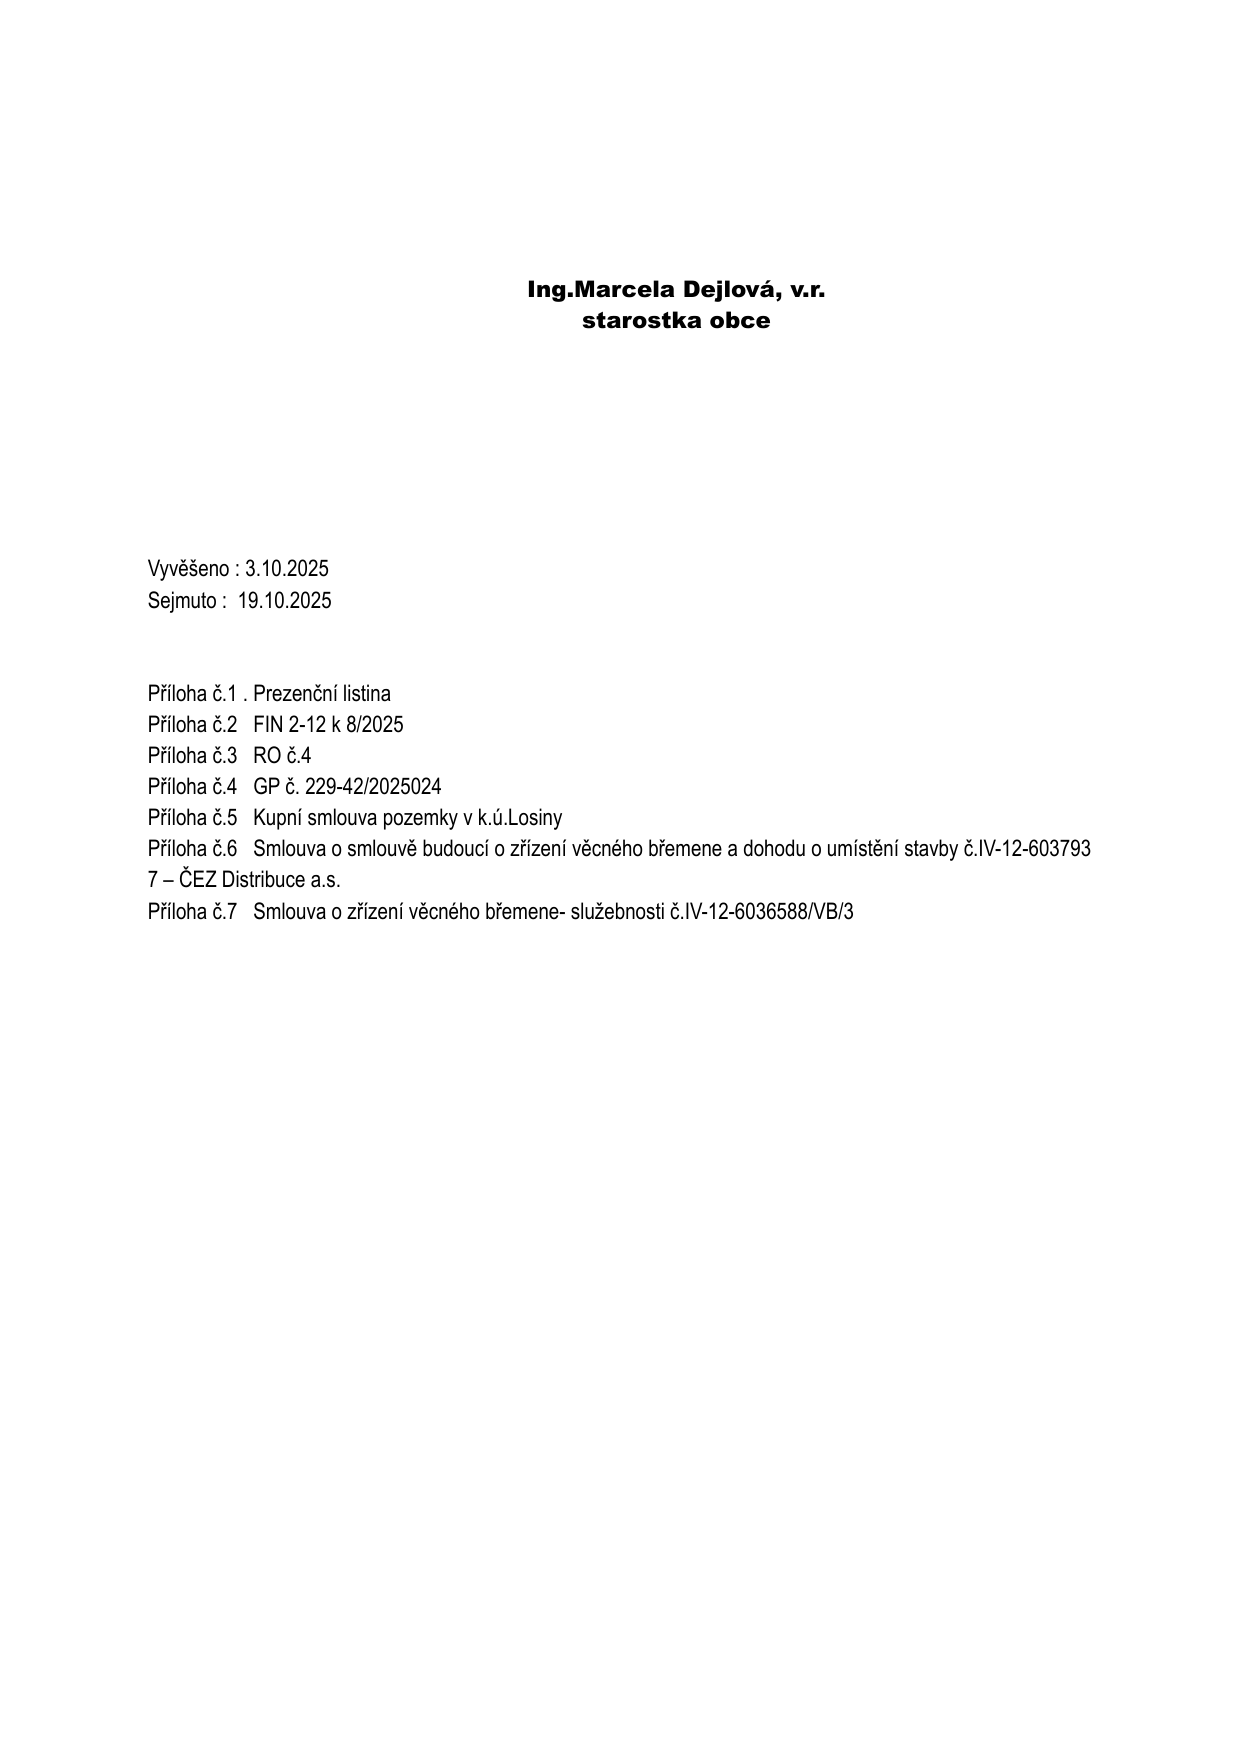 Ing.Marcela Dejlová, v.r.
starostka obce
Vyvěšeno : 3.10.2025
Sejmuto :  19.10.2025
Příloha č.1 . Prezenční listina
Příloha č.2   FIN 2-12 k 8/2025
Příloha č.3   RO č.4
Příloha č.4   GP č. 229-42/2025024
Příloha č.5   Kupní smlouva pozemky v k.ú.Losiny
Příloha č.6   Smlouva o smlouvě budoucí o zřízení věcného břemene a dohodu o umístění stavby č.IV-12-603793
7 – ČEZ Distribuce a.s.
Příloha č.7   Smlouva o zřízení věcného břemene- služebnosti č.IV-12-6036588/VB/3